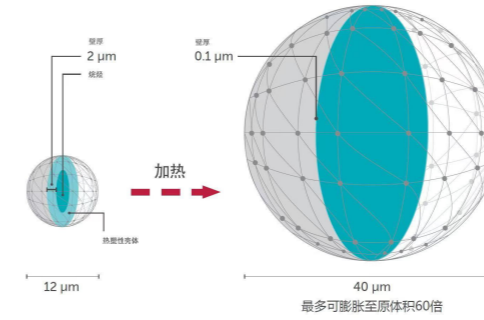 壁厚
2 μm
烷烃
壁厚
0.1 μm
加热
热塑性壳体
12 μm
40 μm
最多可膨胀至原体积60倍